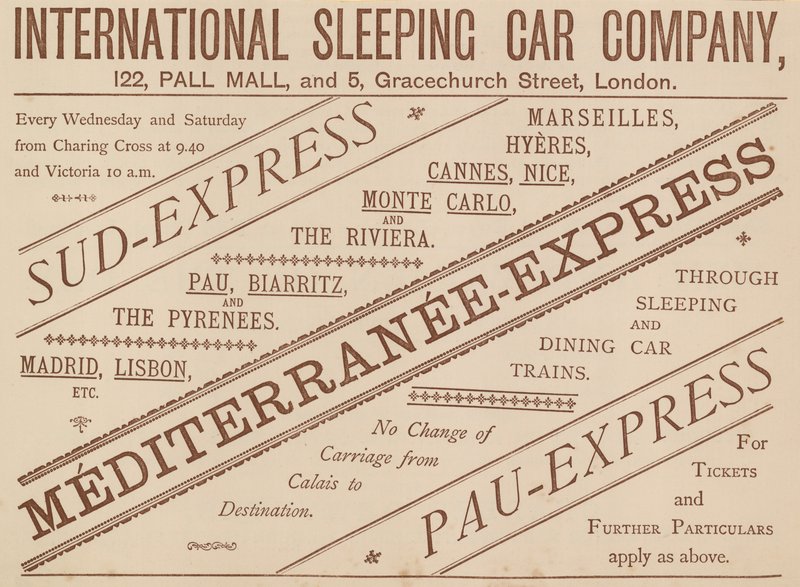 INTERNATIONAL SLEEPING CAR COMPANY,
122, PALL MALL, and 5, Gracechurch Street, London.
Every Wednesday and Saturday
from Charing Cross at 9.40
and Victoria 10 a.m.
SUD-EXPRESS
MARSEILLES,
HYÈRES,
CANNES, NICE,
MONTE CARLO,
AND
THE RIVIERA.
PAU, BIARRITZ,
AND
THE PYRENEES.
MADRID, LISBON,
ETC.
MÉDITERRANÉE-EXPRESS
THROUGH
SLEEPING
AND
DINING CAR
TRAINS.
No Change of
Carriage from
Calais to
Destination.
PAU-EXPRESS
For
TICKETS
and
FURTHER PARTICULARS
apply as above.